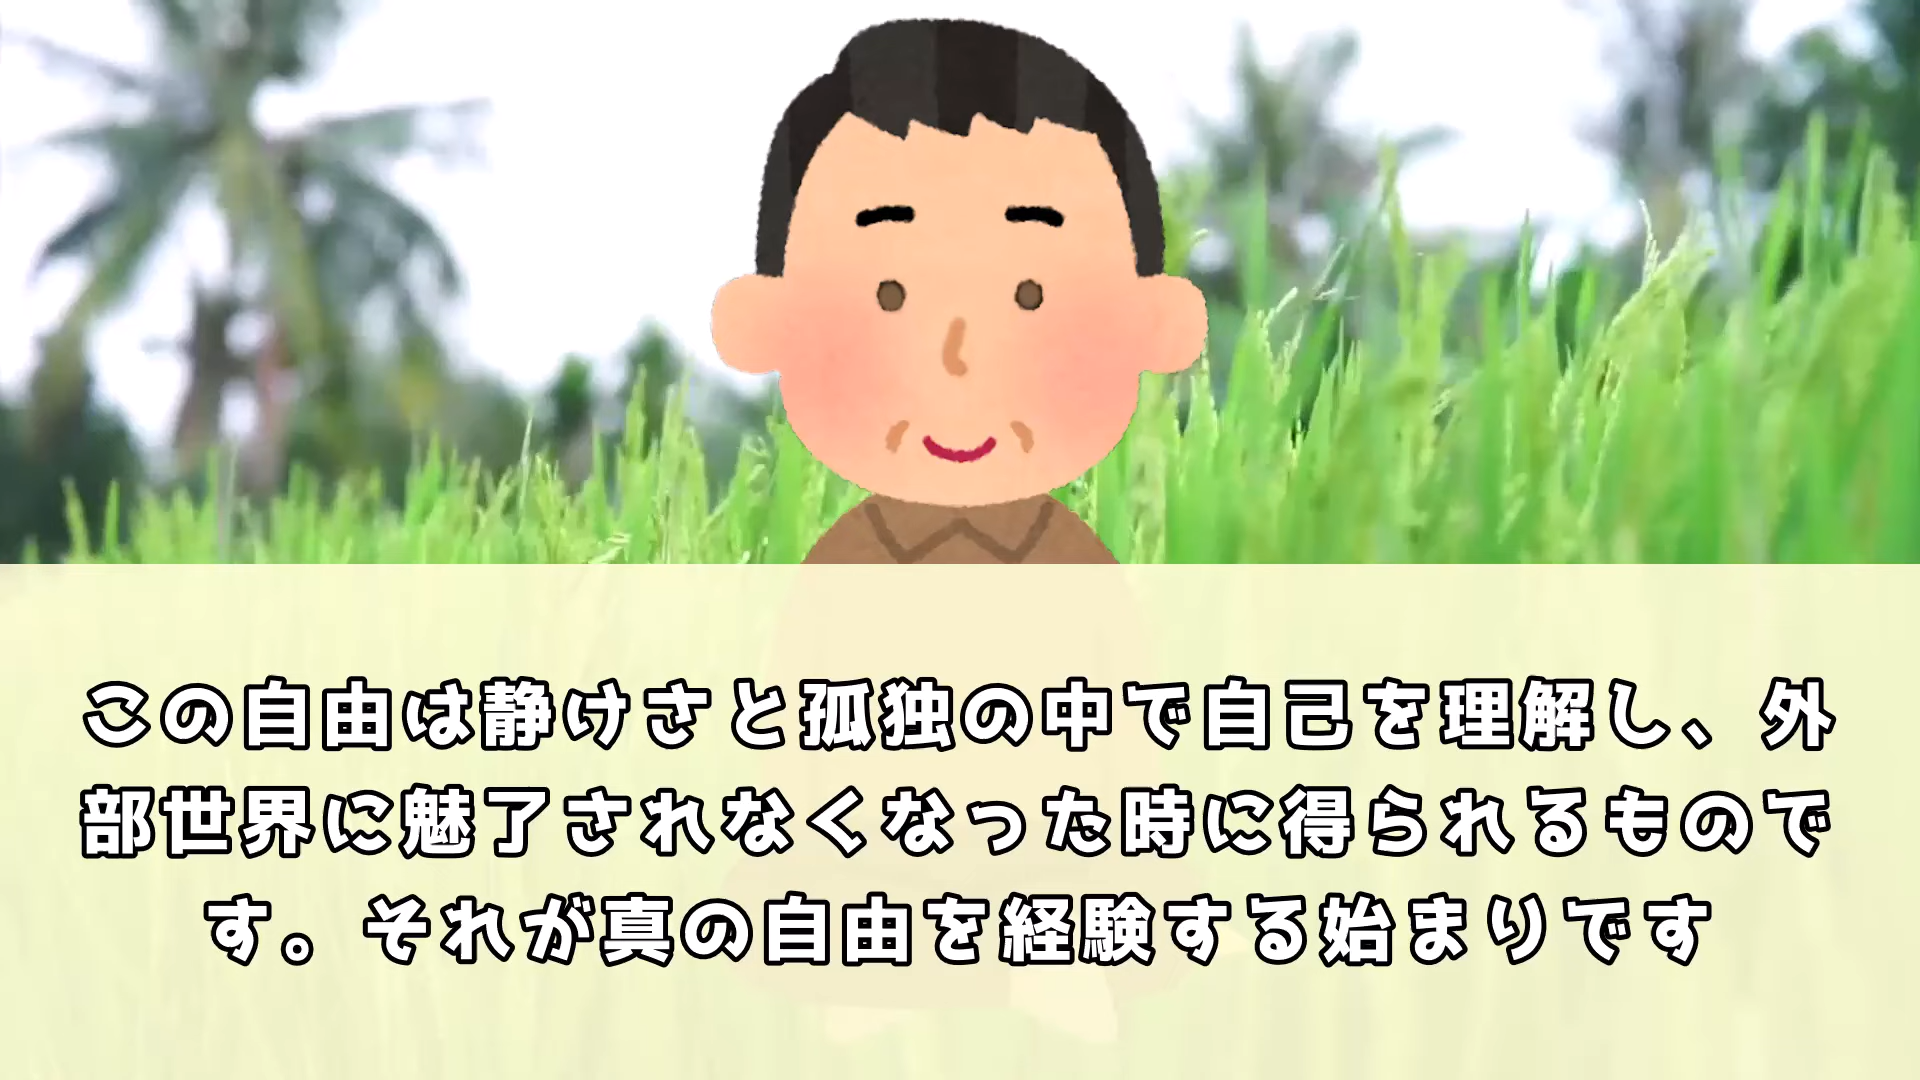 この自由は静けさと孤独の中で自己を理解し、外
部世界に魅了されなくなった時に得られるもので
す。それが真の自由を経験する始まりです